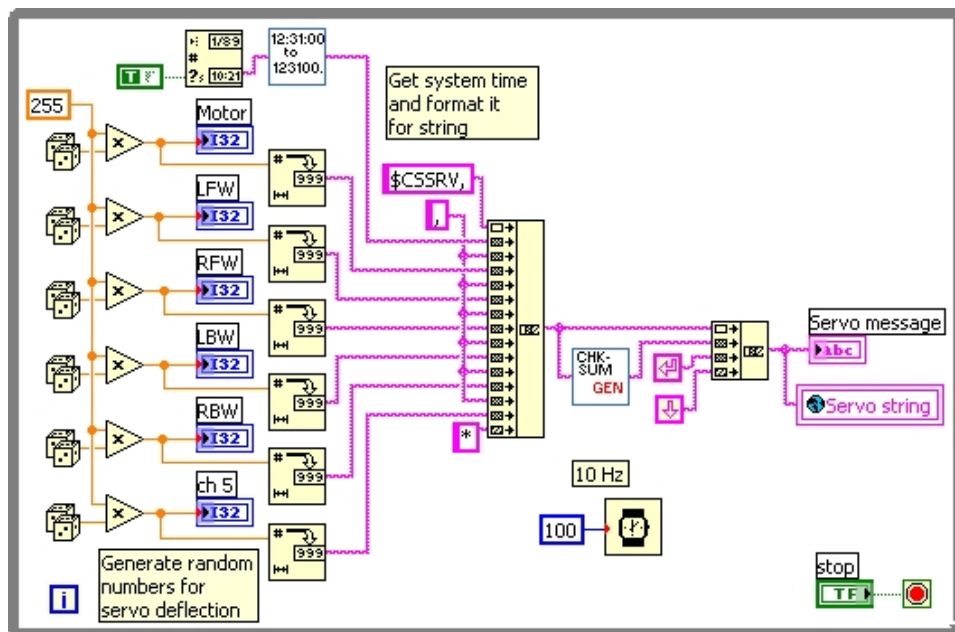 1/89
#
?: 10:21
12:31:00
to
123100.
T F
Get system time
and format it
for string
255
Motor
I32
#
999
$CSSRV,
LFW
I32
,
#
999
RFW
I32
#
999
LBW
I32
#
999
Servo message
abc
CHK-
SUM
GEN
Servo string
RBW
I32
*
#
999
10 Hz
ch 5
I32
100
#
999
Generate random
numbers for
servo deflection
i
stop
TF